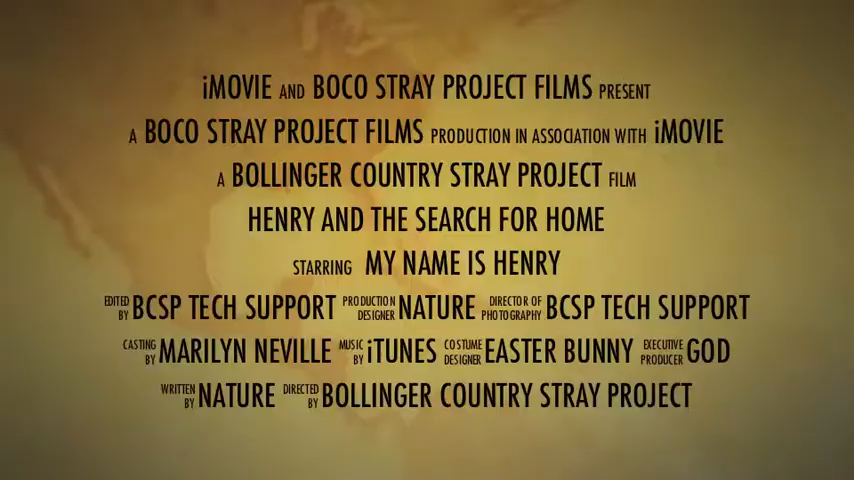 iMOVIE AND BOCO STRAY PROJECT FILMS PRESENT
A BOCO STRAY PROJECT FILMS PRODUCTION IN ASSOCIATION WITH iMOVIE
A BOLLINGER COUNTRY STRAY PROJECT FILM
HENRY AND THE SEARCH FOR HOME
STARRING MY NAME IS HENRY
EDITED BY BCSP TECH SUPPORT PRODUCTION DESIGNER NATURE DIRECTOR OF PHOTOGRAPHY BCSP TECH SUPPORT
CASTING BY MARILYN NEVILLE MUSIC BY iTUNES COSTUME DESIGNER EASTER BUNNY EXECUTIVE PRODUCER GOD
WRITTEN BY NATURE DIRECTED BY BOLLINGER COUNTRY STRAY PROJECT